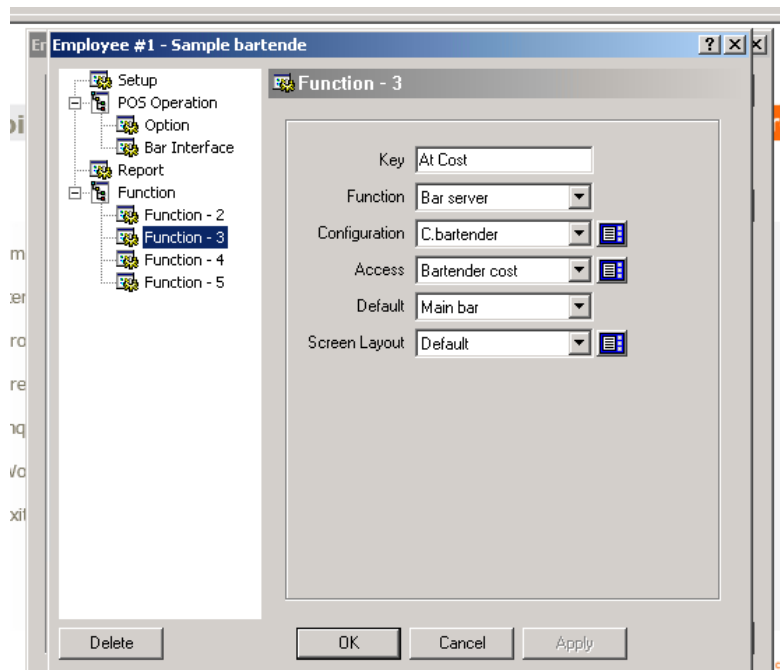 Employee #1 - Sample bartende
Setup
POS Operation
Option
Bar Interface
Report
Function
Function - 2
Function - 3
Function - 4
Function - 5
Function - 3
Key At Cost
Function Bar server
Configuration C.bartender
Access Bartender cost
Default Main bar
Screen Layout Default
Delete OK Cancel Apply